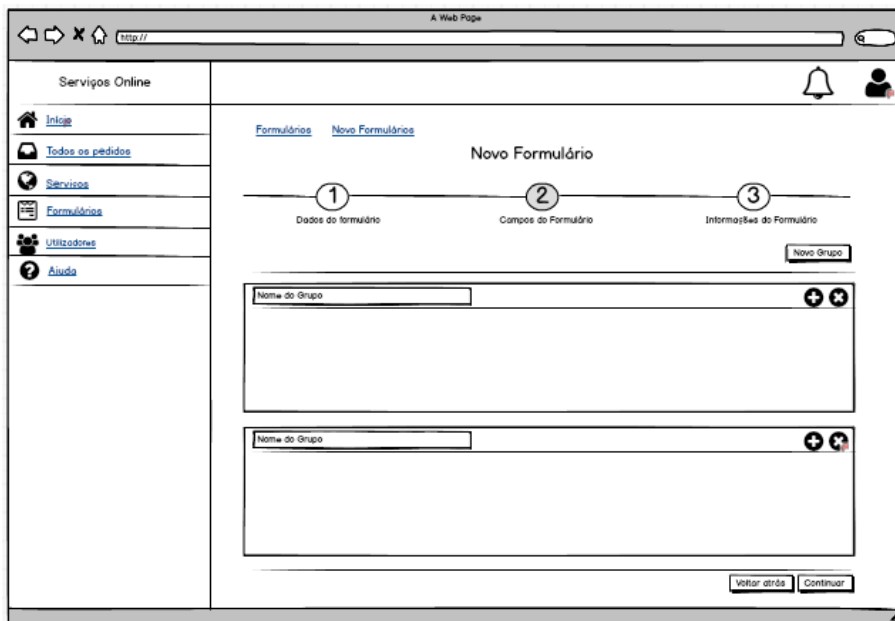 A Web Page
http://
Serviços Online
Início
Todos os pedidos
Serviços
Formulários
Utilizadores
Ajuda
Formulários Novo Formulários
Novo Formulário
1 2 3
Dados do formulário Campos do Formulário Informações do Formulário
Novo Grupo
Nome do Grupo
Nome do Grupo
Voltar atrás Continuar